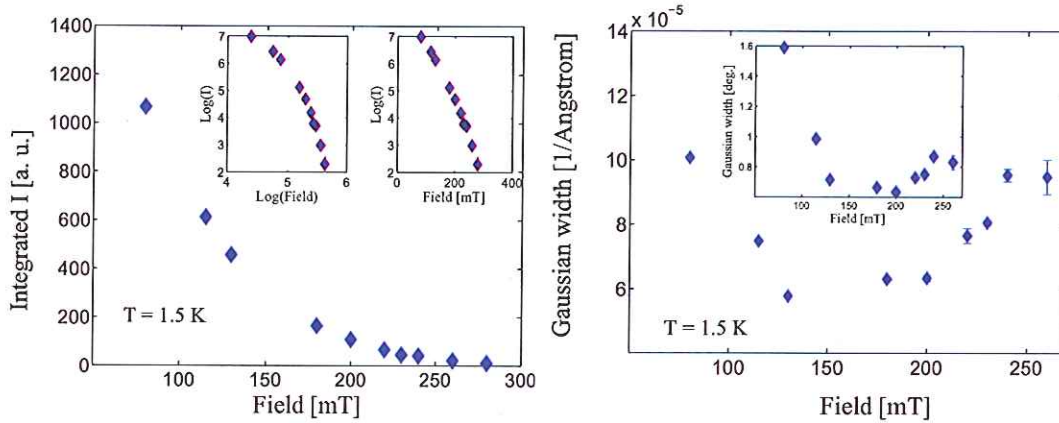 1400
1200
1000
800
600
400
200
0
Integrated I [a. u.]
100 150 200 250 300
Field [mT]
T = 1.5 K
7
6
5
4
3
2
Log(I)
4 5 6
Log(Field)
7
6
5
4
3
2
Log(I)
0 200 400
Field [mT]
14 x 10⁻⁵
12
10
8
6
Gaussian width [1/Angstrom]
100 150 200 250
Field [mT]
T = 1.5 K
1.6
1.4
1.2
1
0.8
Gaussian width [deg.]
100 150 200 250
Field [mT]